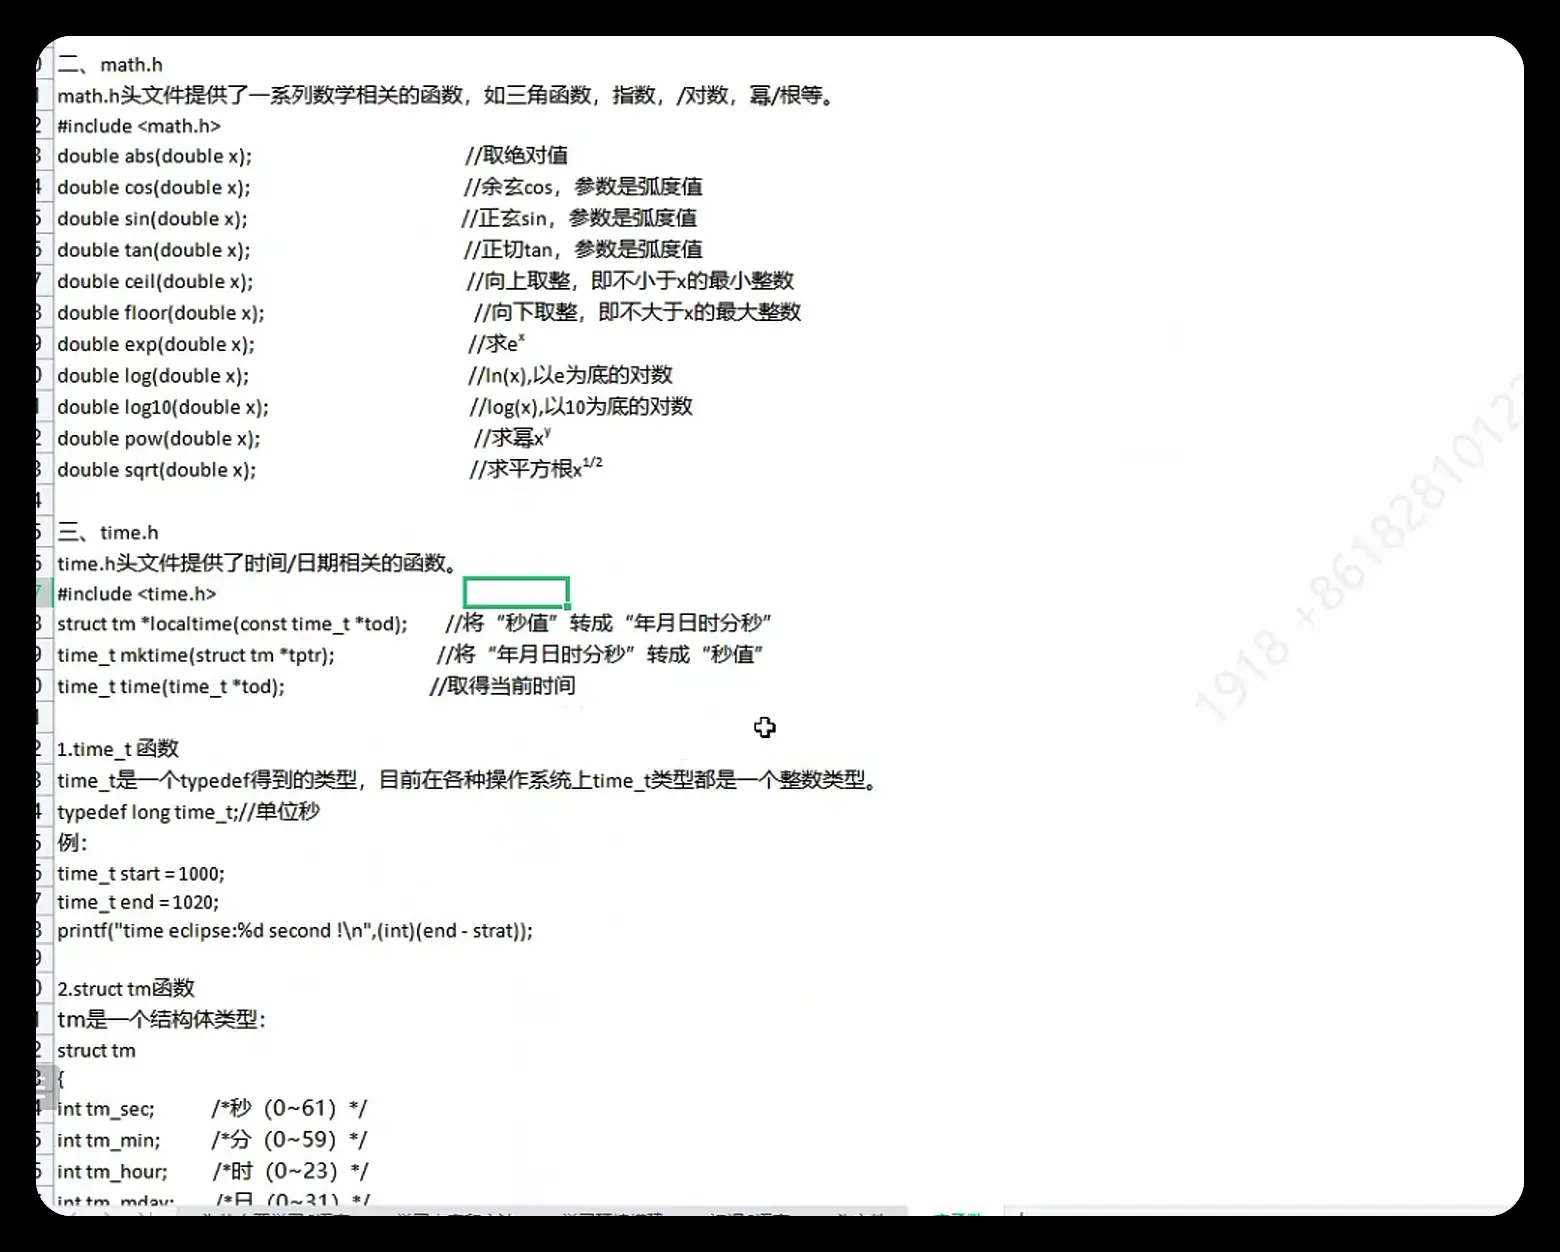 二、math.h
math.h头文件提供了一系列数学相关的函数，如三角函数，指数，/对数，幂/根等。
#include <math.h>
double abs(double x); //取绝对值
double cos(double x); //余玄cos，参数是弧度值
double sin(double x); //正玄sin，参数是弧度值
double tan(double x); //正切tan，参数是弧度值
double ceil(double x); //向上取整，即不小于x的最小整数
double floor(double x); //向下取整，即不大于x的最大整数
double exp(double x); //求eˣ
double log(double x); //ln(x),以e为底的对数
double log10(double x); //log(x),以10为底的对数
double pow(double x); //求幂xʸ
double sqrt(double x); //求平方根x¹/²
三、time.h
time.h头文件提供了时间/日期相关的函数。
#include <time.h>
struct tm *localtime(const time_t *tod); //将“秒值”转成“年月日时分秒”
time_t mktime(struct tm *tptr); //将“年月日时分秒”转成“秒值”
time_t time(time_t *tod); //取得当前时间
1.time_t 函数
time_t是一个typedef得到的类型，目前在各种操作系统上time_t类型都是一个整数类型。
typedef long time_t;//单位秒
例：
time_t start = 1000;
time_t end = 1020;
printf("time eclipse:%d second !\n",(int)(end - strat));
2.struct tm函数
tm是一个结构体类型：
struct tm
{
int tm_sec; /*秒（0~61）*/
int tm_min; /*分（0~59）*/
int tm_hour; /*时（0~23）*/
int tm_mday; /*日（0~31）*/
1918 +86182810122